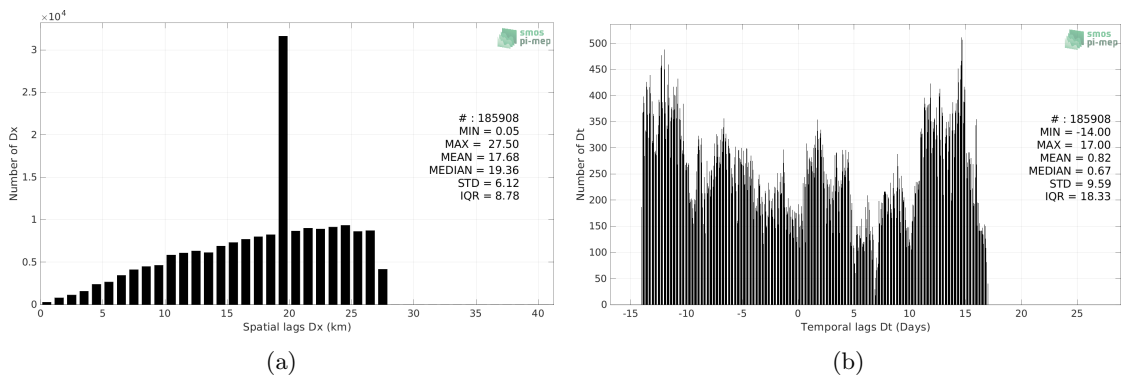 ×10⁴
3
2.5
2
1.5
1
0.5
0
Number of Dx
0 5 10 15 20 25 30 35 40
Spatial lags Dx (km)
smos
pi-mep
# : 185908
MIN = 0.05
MAX = 27.50
MEAN = 17.68
MEDIAN = 19.36
STD = 6.12
IQR = 8.78
(a)
500
450
400
350
300
250
200
150
100
50
0
Number of Dt
-15 -10 -5 0 5 10 15 20 25
Temporal lags Dt (Days)
smos
pi-mep
# : 185908
MIN = -14.00
MAX = 17.00
MEAN = 0.82
MEDIAN = 0.67
STD = 9.59
IQR = 18.33
(b)